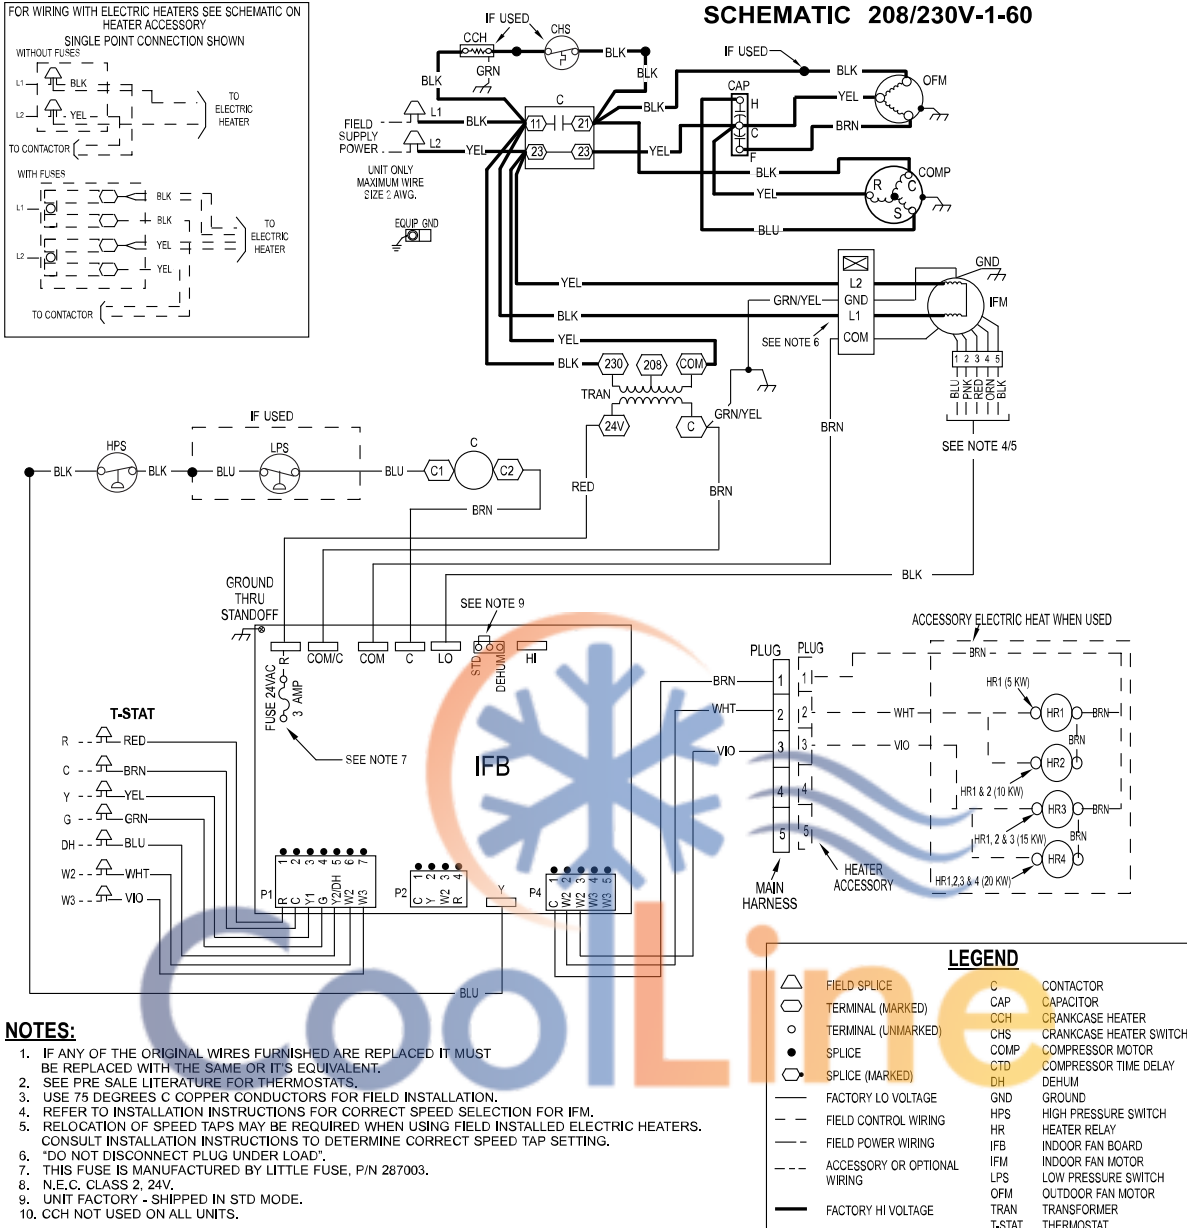 FOR WIRING WITH ELECTRIC HEATERS SEE SCHEMATIC ON
HEATER ACCESSORY
SINGLE POINT CONNECTION SHOWN
WITHOUT FUSES
L1
BLK
L2
YEL
TO
ELECTRIC
HEATER
TO CONTACTOR
WITH FUSES
L1
BLK
BLK
TO
ELECTRIC
HEATER
YEL
L2
YEL
TO CONTACTOR
SCHEMATIC 208/230V-1-60
IF USED
CCH
CHS
BLK
GRN
BLK
BLK
IF USED
BLK
OFM
CAP
H
C
F
YEL
BRN
FIELD
SUPPLY
POWER
L1
BLK
L2
YEL
C
11
21
23
23
BLK
YEL
UNIT ONLY
MAXIMUM WIRE
SIZE 2 AWG.
EQUIP GND
BLK
YEL
BLU
COMP
R
C
S
YEL
GRN/YEL
BLK
SEE NOTE 6
L2
GND
L1
COM
GND
IFM
1 2 3 4 5
BLU
PNK
RED
ORN
BLK
SEE NOTE 4/5
YEL
BLK
230
208
COM
TRAN
24V
C
GRN/YEL
BRN
RED
BRN
IF USED
HPS
LPS
C
BLK
BLK
BLU
BLU
C1
C2
BRN
BLK
GROUND
THRU
STANDOFF
SEE NOTE 9
R
COM/C
COM
C
LO
STD
DEHUM
HI
FUSE 24VAC
3 AMP
SEE NOTE 7
IFB
T-STAT
R
RED
C
BRN
Y
YEL
G
GRN
DH
BLU
W2
WHT
W3
VIO
P1
1 2 3 4 5 6 7
R C Y1 G Y2/DH W2 W3
P2
1 2 3 4
C Y W2 R
Y
P4
1 2 3 4 5
C W2 W2 W3 W3
BLU
PLUG
PLUG
BRN
1
1
WHT
2
2
VIO
3
3
4
4
5
5
MAIN
HARNESS
HEATER
ACCESSORY
ACCESSORY ELECTRIC HEAT WHEN USED
BRN
HR1 (5 KW)
WHT
HR1
BRN
VIO
BRN
HR2
HR1 & 2 (10 KW)
HR3
BRN
HR1, 2 & 3 (15 KW)
BRN
HR4
HR1,2,3 & 4 (20 KW)
CoolLine
NOTES:
1. IF ANY OF THE ORIGINAL WIRES FURNISHED ARE REPLACED IT MUST
BE REPLACED WITH THE SAME OR IT'S EQUIVALENT.
2. SEE PRE SALE LITERATURE FOR THERMOSTATS.
3. USE 75 DEGREES C COPPER CONDUCTORS FOR FIELD INSTALLATION.
4. REFER TO INSTALLATION INSTRUCTIONS FOR CORRECT SPEED SELECTION FOR IFM.
5. RELOCATION OF SPEED TAPS MAY BE REQUIRED WHEN USING FIELD INSTALLED ELECTRIC HEATERS.
CONSULT INSTALLATION INSTRUCTIONS TO DETERMINE CORRECT SPEED TAP SETTING.
6. "DO NOT DISCONNECT PLUG UNDER LOAD".
7. THIS FUSE IS MANUFACTURED BY LITTLE FUSE, P/N 287003.
8. N.E.C. CLASS 2, 24V.
9. UNIT FACTORY - SHIPPED IN STD MODE.
10. CCH NOT USED ON ALL UNITS.
LEGEND
FIELD SPLICE
TERMINAL (MARKED)
TERMINAL (UNMARKED)
SPLICE
SPLICE (MARKED)
FACTORY LO VOLTAGE
FIELD CONTROL WIRING
FIELD POWER WIRING
ACCESSORY OR OPTIONAL
WIRING
FACTORY HI VOLTAGE
C CONTACTOR
CAP CAPACITOR
CCH CRANKCASE HEATER
CHS CRANKCASE HEATER SWITCH
COMP COMPRESSOR MOTOR
CTD COMPRESSOR TIME DELAY
DH DEHUM
GND GROUND
HPS HIGH PRESSURE SWITCH
HR HEATER RELAY
IFB INDOOR FAN BOARD
IFM INDOOR FAN MOTOR
LPS LOW PRESSURE SWITCH
OFM OUTDOOR FAN MOTOR
TRAN TRANSFORMER
T-STAT THERMOSTAT